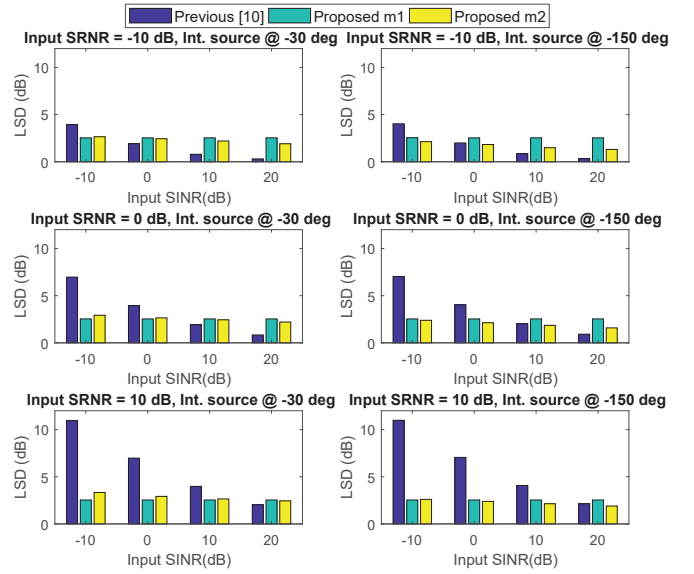 Previous [10] Proposed m1 Proposed m2
Input SRNR = -10 dB, Int. source @ -30 deg
LSD (dB)
10
5
0
-10 0 10 20
Input SINR(dB)
Input SRNR = -10 dB, Int. source @ -150 deg
LSD (dB)
10
5
0
-10 0 10 20
Input SINR(dB)
Input SRNR = 0 dB, Int. source @ -30 deg
LSD (dB)
10
5
0
-10 0 10 20
Input SINR(dB)
Input SRNR = 0 dB, Int. source @ -150 deg
LSD (dB)
10
5
0
-10 0 10 20
Input SINR(dB)
Input SRNR = 10 dB, Int. source @ -30 deg
LSD (dB)
10
5
0
-10 0 10 20
Input SINR(dB)
Input SRNR = 10 dB, Int. source @ -150 deg
LSD (dB)
10
5
0
-10 0 10 20
Input SINR(dB)